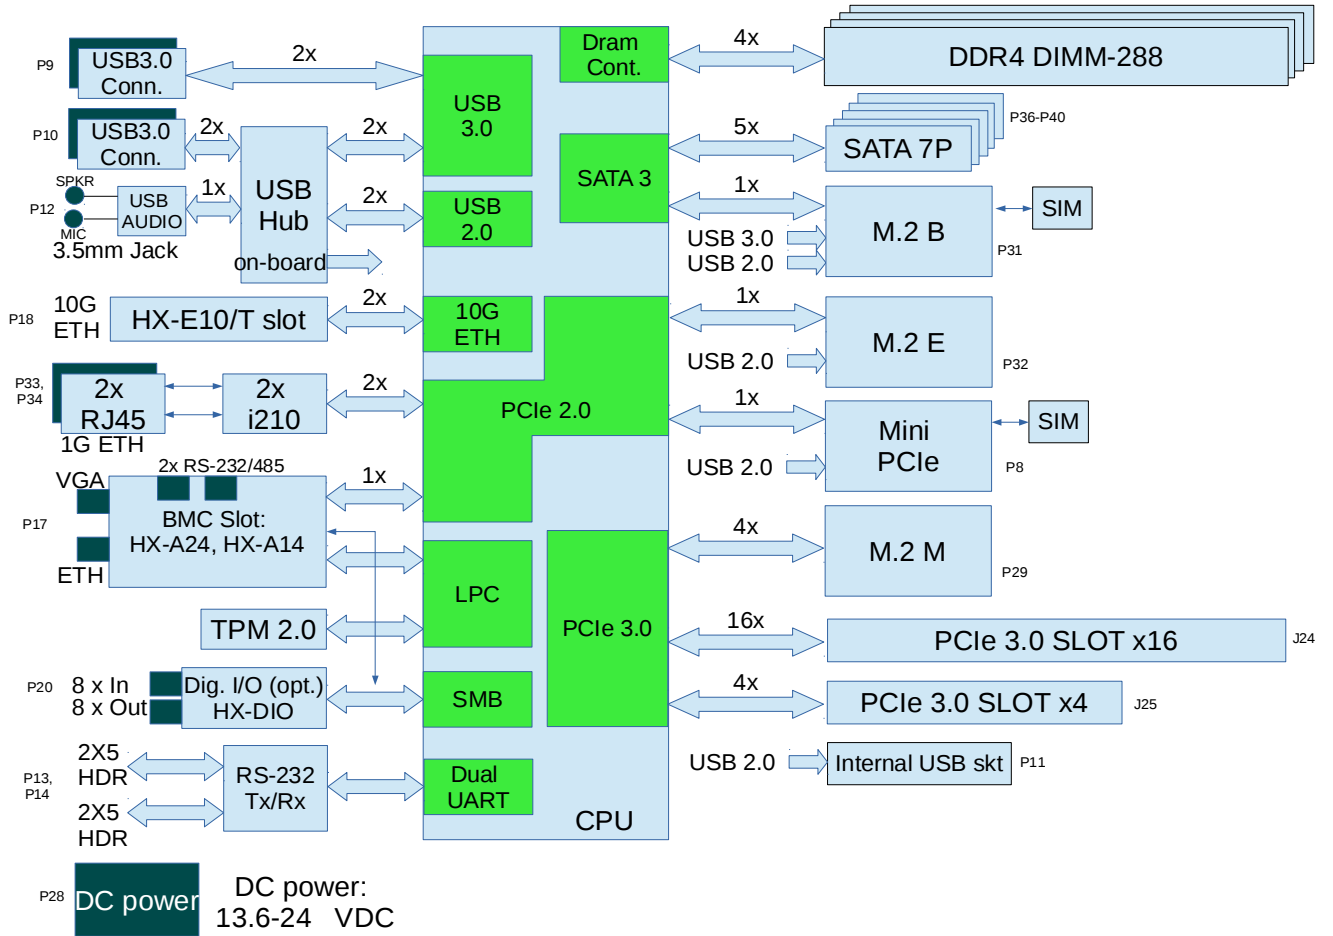 P9
USB3.0
Conn.
2x
P10
USB3.0
Conn.
2x
2x
SPKR
P12
MIC
USB
AUDIO
1x
3.5mm Jack
USB
Hub
on-board
2x
P18
10G
ETH
HX-E10/T slot
2x
P33,
P34
2x
RJ45
1G ETH
2x
i210
2x
2x RS-232/485
VGA
P17
BMC Slot:
HX-A24, HX-A14
ETH
1x
TPM 2.0
P20
8 x In
8 x Out
Dig. I/O (opt.)
HX-DIO
P13,
P14
2X5
HDR
2X5
HDR
RS-232
Tx/Rx
P28
DC power
DC power:
13.6-24 VDC
Dram
Cont.
USB
3.0
SATA 3
USB
2.0
10G
ETH
PCIe 2.0
LPC
PCIe 3.0
SMB
Dual
UART
CPU
4x
DDR4 DIMM-288
5x
SATA 7P
P36-P40
1x
USB 3.0
USB 2.0
M.2 B
SIM
P31
1x
USB 2.0
M.2 E
P32
1x
USB 2.0
Mini
PCIe
SIM
P8
4x
M.2 M
P29
16x
PCIe 3.0 SLOT x16
J24
4x
PCIe 3.0 SLOT x4
J25
USB 2.0
Internal USB skt
P11